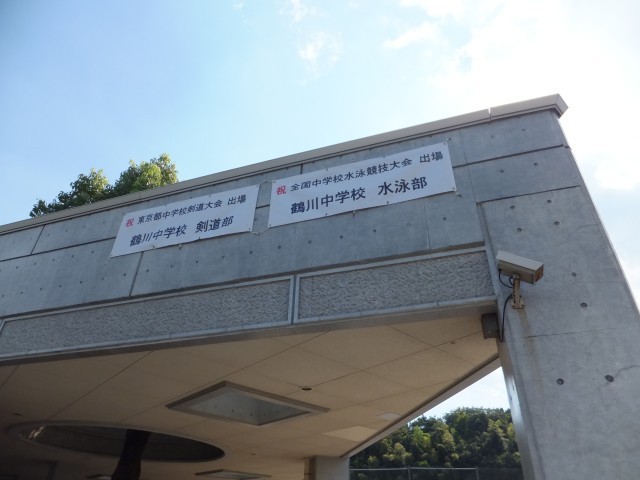 祝 東京都中学校剣道大会 出場
鶴川中学校 剣道部
祝 全国中学校水泳競技大会 出場
鶴川中学校 水泳部